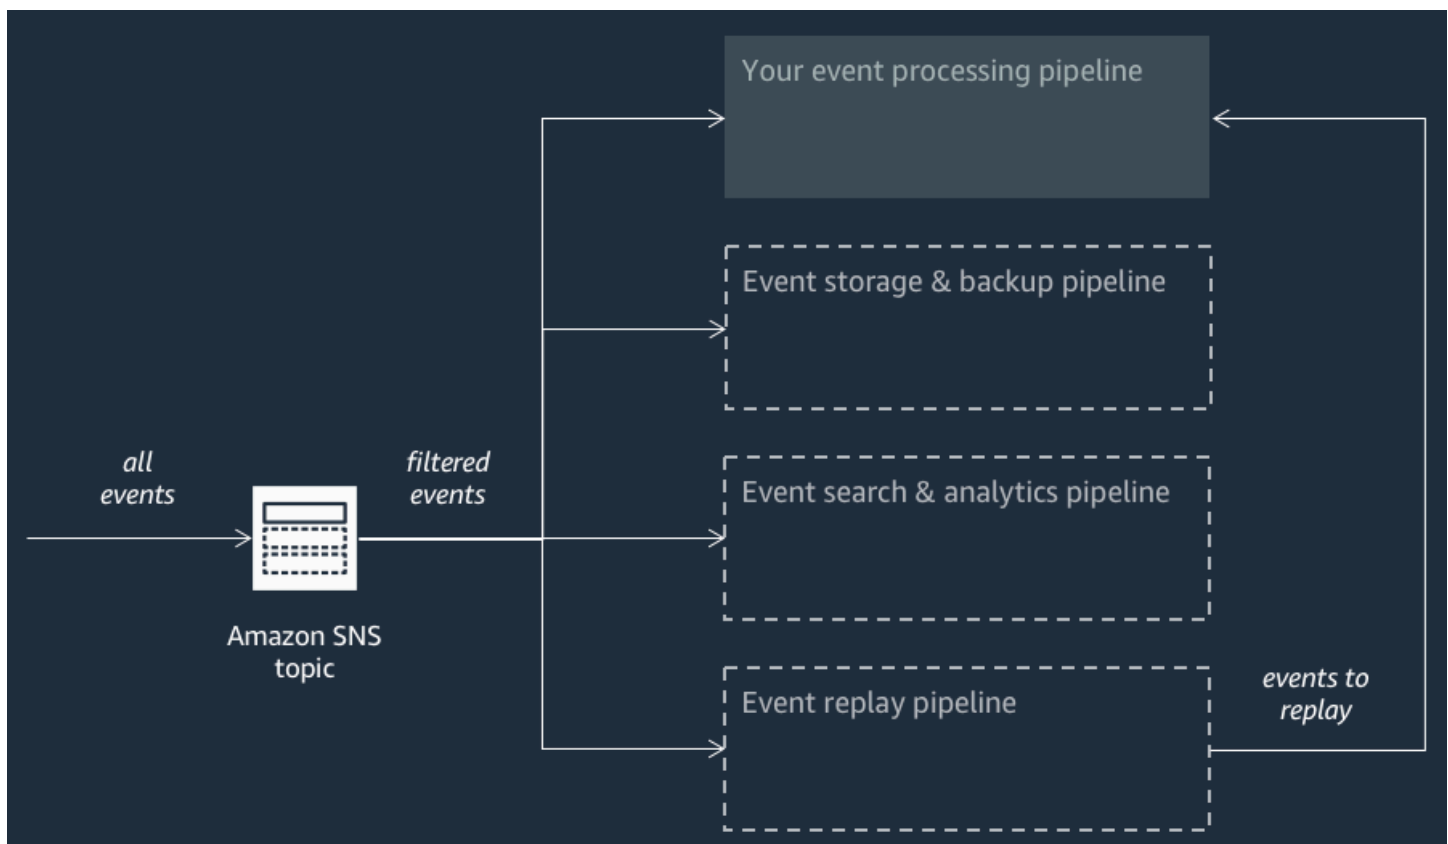 Your event processing pipeline
Event storage & backup pipeline
all
events
filtered
events
Event search & analytics pipeline
Amazon SNS
topic
Event replay pipeline
events to
replay